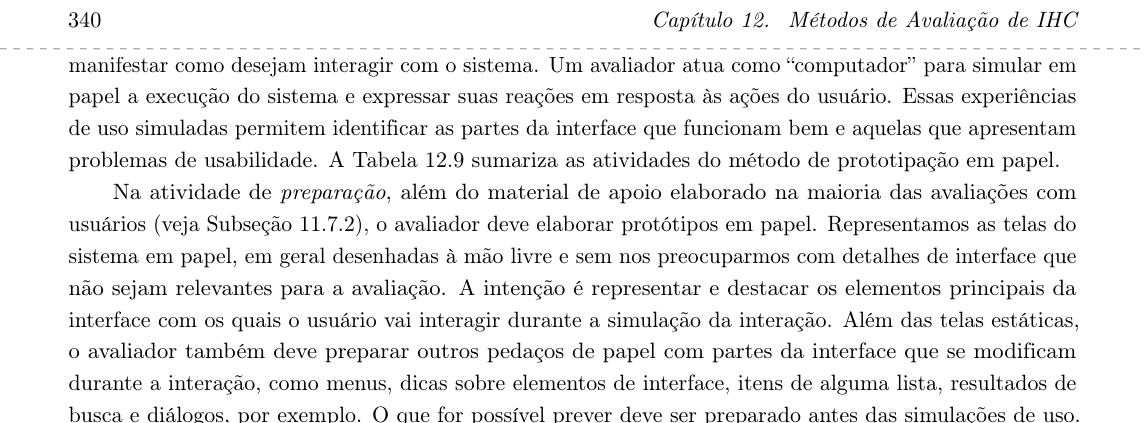 340 Capítulo 12. Métodos de Avaliação de IHC
manifestar como desejam interagir com o sistema. Um avaliador atua como “computador” para simular em
papel a execução do sistema e expressar suas reações em resposta às ações do usuário. Essas experiências
de uso simuladas permitem identificar as partes da interface que funcionam bem e aquelas que apresentam
problemas de usabilidade. A Tabela 12.9 sumariza as atividades do método de prototipação em papel.
Na atividade de preparação, além do material de apoio elaborado na maioria das avaliações com
usuários (veja Subseção 11.7.2), o avaliador deve elaborar protótipos em papel. Representamos as telas do
sistema em papel, em geral desenhadas à mão livre e sem nos preocuparmos com detalhes de interface que
não sejam relevantes para a avaliação. A intenção é representar e destacar os elementos principais da
interface com os quais o usuário vai interagir durante a simulação da interação. Além das telas estáticas,
o avaliador também deve preparar outros pedaços de papel com partes da interface que se modificam
durante a interação, como menus, dicas sobre elementos de interface, itens de alguma lista, resultados de
busca e diálogos, por exemplo. O que for possível prever deve ser preparado antes das simulações de uso.